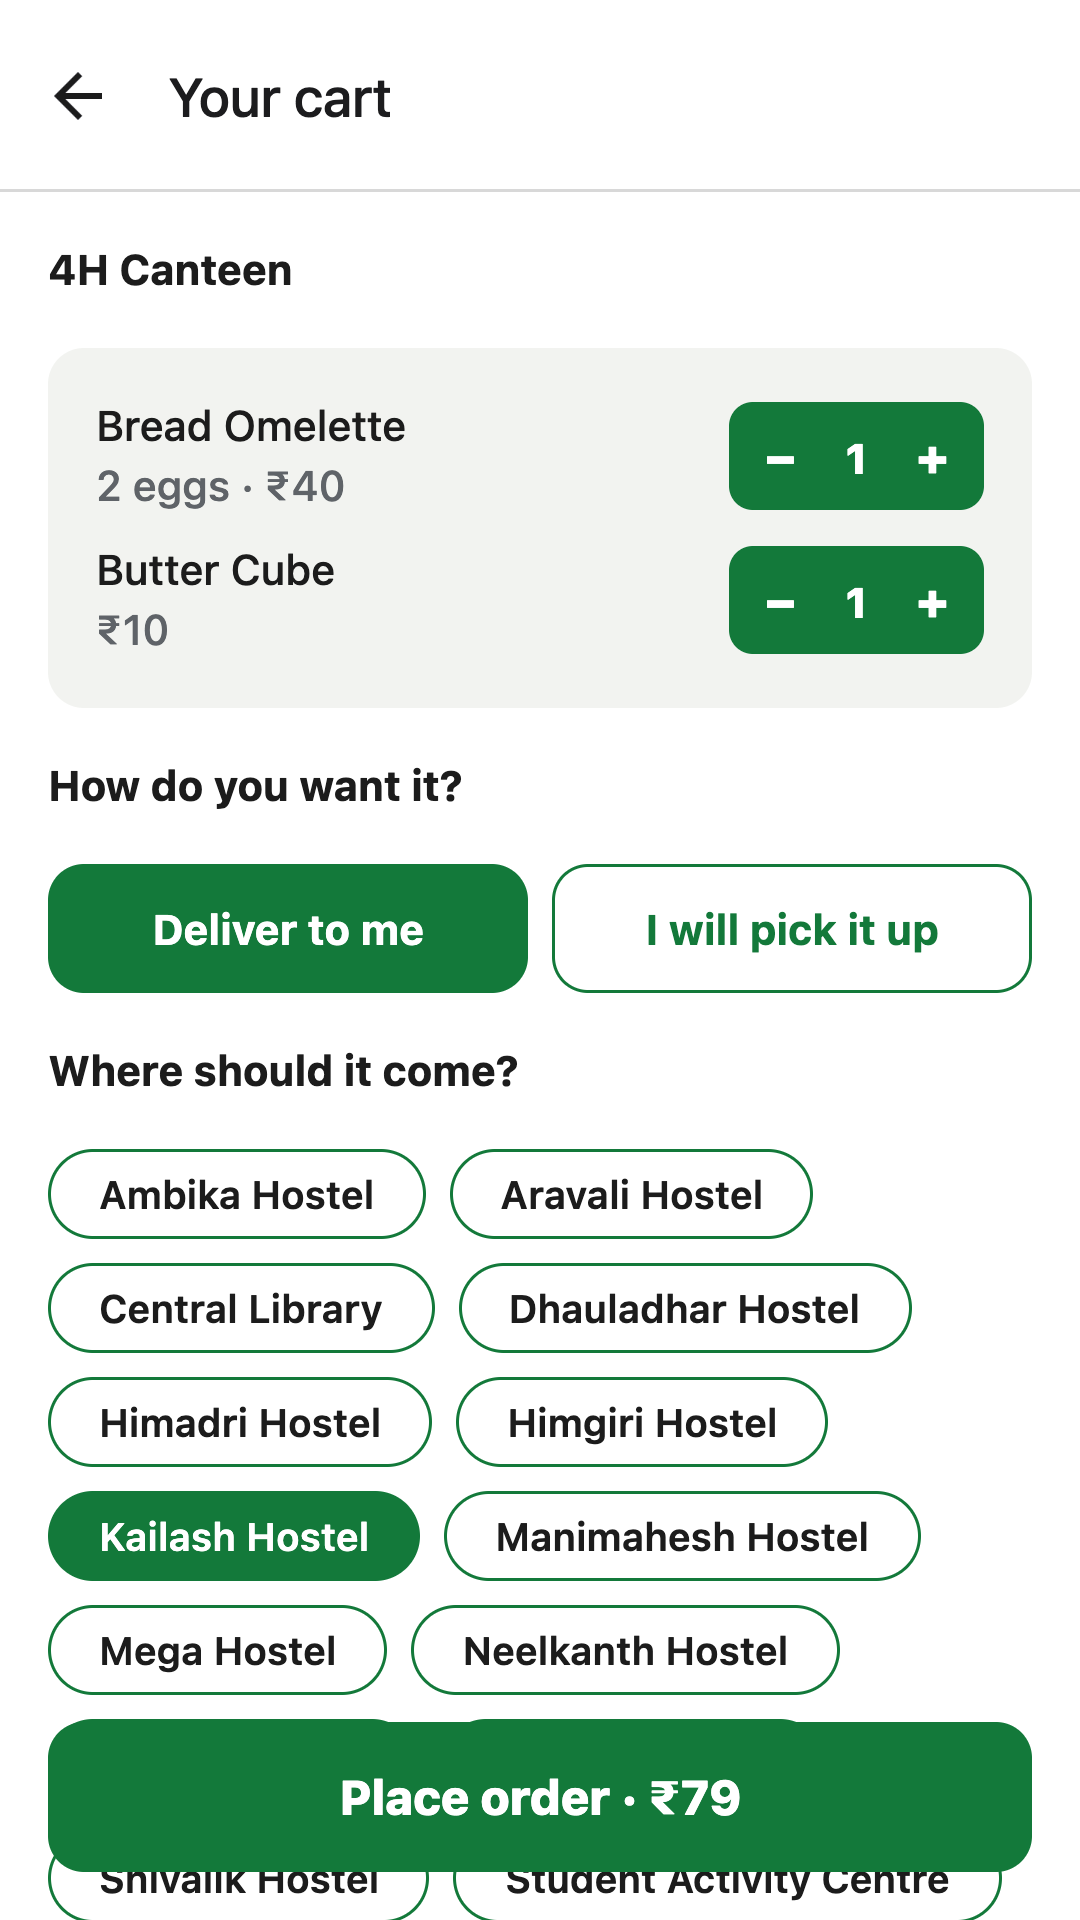 Your cart
4H Canteen
Bread Omelette
2 eggs · ₹40
− 1 +
Butter Cube
₹10
− 1 +
How do you want it?
Deliver to me
I will pick it up
Where should it come?
Ambika Hostel
Aravali Hostel
Central Library
Dhauladhar Hostel
Himadri Hostel
Himgiri Hostel
Kailash Hostel
Manimahesh Hostel
Mega Hostel
Neelkanth Hostel
Place order · ₹79
Shivalik Hostel
Student Activity Centre